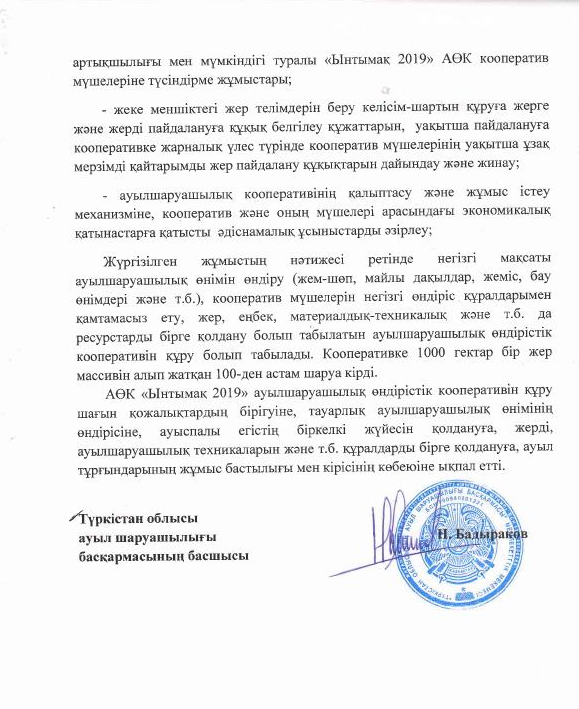 артықшылығы мен мүмкіндігі туралы «Ынтымақ 2019» АӨК кооператив
мүшелеріне түсіндірме жұмыстары;
- жеке меншіктегі жер телімдерін беру келісім-шартын құруға жерге
және жерді пайдалануға құқық белгілеу құжаттарын, уақытша пайдалануға
кооперативке жарналық үлес түрінде кооператив мүшелерінің уақытша ұзақ
мерзімді қайтарымды жер пайдалану құқықтарын дайындау және жинау;
- ауылшаруашылық кооперативінің қалыптасу және жұмыс істеу
механизміне, кооператив және оның мүшелері арасындағы экономикалық
қатынастарға қатысты әдіснамалық ұсыныстарды әзірлеу;
Жүргізілген жұмыстың нәтижесі ретінде негізгі мақсаты
ауылшаруашылық өнімін өндіру (жем-шөп, майлы дақылдар, жеміс, бау
өнімдері және т.б.), кооператив мүшелерін негізгі өндіріс құралдарымен
қамтамасыз ету, жер, еңбек, материалдық-техникалық және т.б. да
ресурстарды бірге қолдану болып табылатын ауылшаруашылық өндірістік
кооперативін құру болып табылады. Кооперативке 1000 гектар бір жер
массивін алып жатқан 100-ден астам шаруа кірді.
АӨК «Ынтымақ 2019» ауылшаруашылық өндірістік кооперативін құру
шағын қожалықтардың бірігуіне, тауарлық ауылшаруашылық өнімінің
өндірісіне, ауыспалы егістің біркелкі жүйесін қолдануға, жерді,
ауылшаруашылық техникаларын және т.б. құралдарды бірге қолдануға, ауыл
тұрғындарының жұмыс бастылығы мен кірісінің көбеюіне ықпал етті.
Түркістан облысы
ауыл шаруашылығы
басқармасының басшысы
Н. Бадыраков